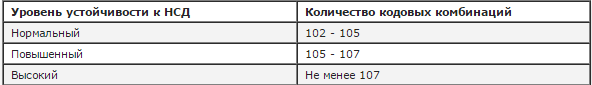 Уровень устойчивости к НСД Количество кодовых комбинаций
Нормальный 102 - 105
Повышенный 105 - 107
Высокий Не менее 107